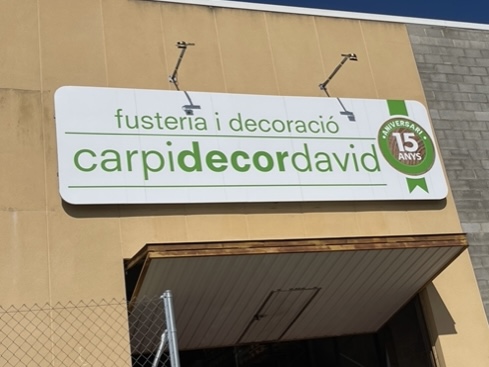 fusteria i decoració
carpidecordavid
ANIVERSARI
15
ANYS